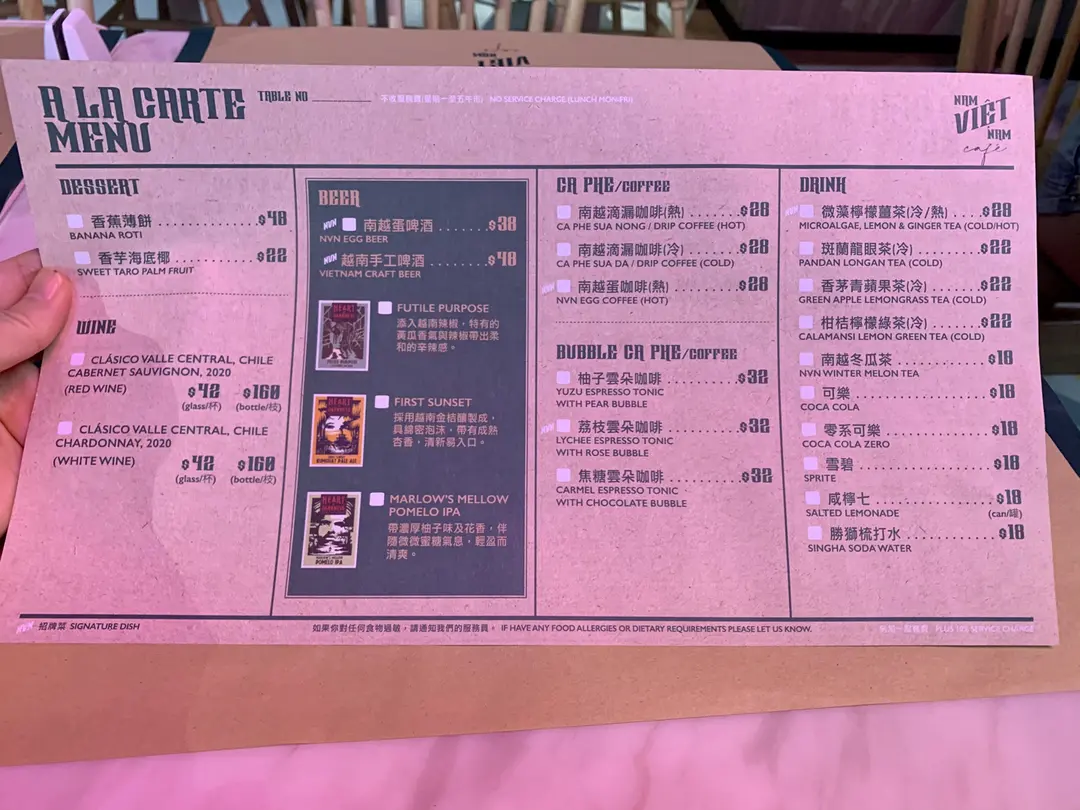 A LA CARTE
MENU
TABLE NO
不收服務費(星期一至五午市) NO SERVICE CHARGE (LUNCH MON-FRI)
NAM
VIỆT
NAM
café
DESSERT
香蕉薄餅 $48
BANANA ROTI
香芋海底椰 $22
SWEET TARO PALM FRUIT
WINE
CLÁSICO VALLE CENTRAL, CHILE
CABERNET SAUVIGNON, 2020
(RED WINE) $42 $160
(glass/杯) (bottle/枝)
CLÁSICO VALLE CENTRAL, CHILE
CHARDONNAY, 2020
(WHITE WINE) $42 $160
(glass/杯) (bottle/枝)
BEER
NVN 南越蛋啤酒 $38
NVN EGG BEER
NVN 越南手工啤酒 $48
VIETNAM CRAFT BEER
HEART
DARKNESS
FUTILE PURPOSE
添入越南辣椒，特有的
黃瓜香氣與辣椒帶出柔
和的辛辣感。
FIRST SUNSET
採用越南金桔釀製成，
具綿密泡沫，帶有成熟
杏香，清新易入口。
HEART
DARKNESS
POMELO IPA
MARLOW'S MELLOW
POMELO IPA
帶濃厚柚子味及花香，伴
隨微微蜜糖氣息，輕盈而
清爽。
CA PHE/COFFEE
南越滴漏咖啡(熱) $28
CA PHE SUA NONG / DRIP COFFEE (HOT)
南越滴漏咖啡(冷) $28
CA PHE SUA DA / DRIP COFFEE (COLD)
NVN 南越蛋咖啡(熱) $28
NVN EGG COFFEE (HOT)
BUBBLE CA PHE/COFFEE
柚子雲朵咖啡 $32
YUZU ESPRESSO TONIC
WITH PEAR BUBBLE
NVN 荔枝雲朵咖啡 $32
LYCHEE ESPRESSO TONIC
WITH ROSE BUBBLE
焦糖雲朵咖啡 $32
CARMEL ESPRESSO TONIC
WITH CHOCOLATE BUBBLE
DRINK
NVN 微藻檸檬薑茶(冷/熱) $28
MICROALGAE, LEMON & GINGER TEA (COLD/HOT)
斑蘭龍眼茶(冷) $22
PANDAN LONGAN TEA (COLD)
香茅青蘋果茶(冷) $22
GREEN APPLE LEMONGRASS TEA (COLD)
柑桔檸檬綠茶(冷) $22
CALAMANSI LEMON GREEN TEA (COLD)
南越冬瓜茶 $18
NVN WINTER MELON TEA
可樂 $18
COCA COLA
零系可樂 $18
COCA COLA ZERO
雪碧 $18
SPRITE
咸檸七 $18
SALTED LEMONADE (can/罐)
勝獅梳打水 $18
SINGHA SODA WATER
NVN 招牌菜 SIGNATURE DISH
如果你對任何食物過敏，請通知我們的服務員。 IF HAVE ANY FOOD ALLERGIES OR DIETARY REQUIREMENTS PLEASE LET US KNOW.
另加一服務費 PLUS 10% SERVICE CHARGE